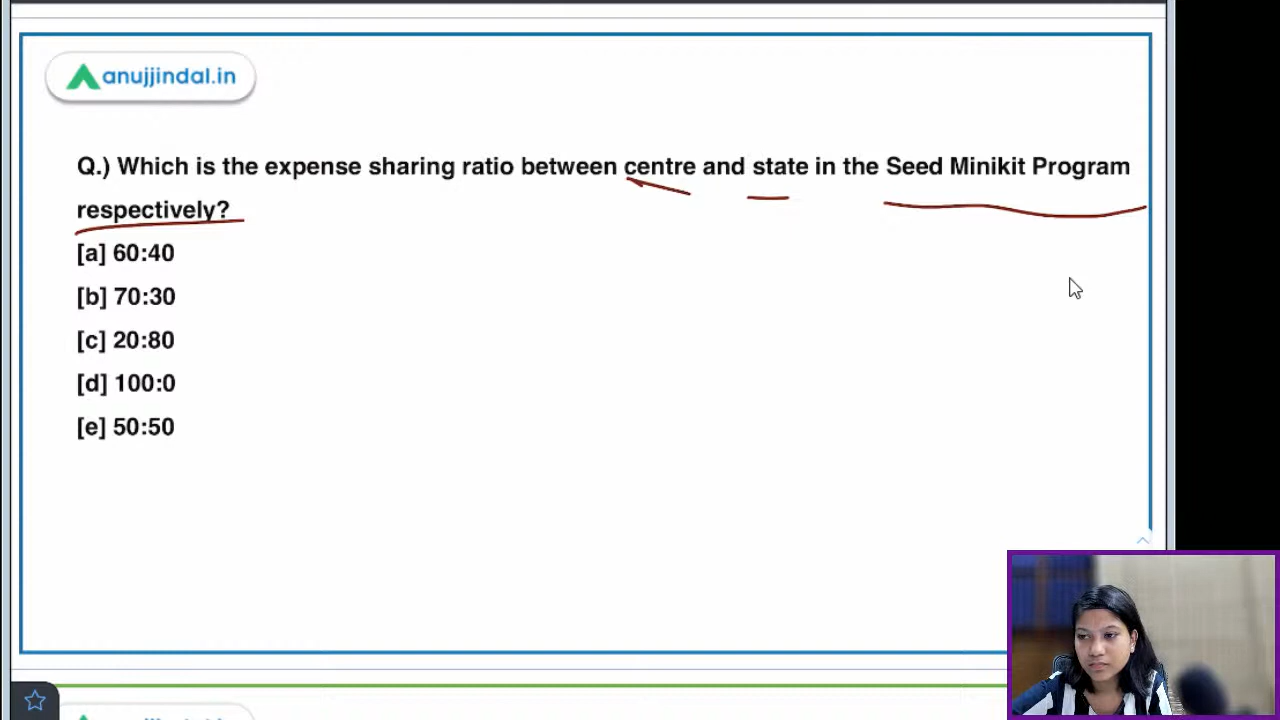 anujjindal.in
Q.) Which is the expense sharing ratio between centre and state in the Seed Minikit Program
respectively?
[a] 60:40
[b] 70:30
[c] 20:80
[d] 100:0
[e] 50:50